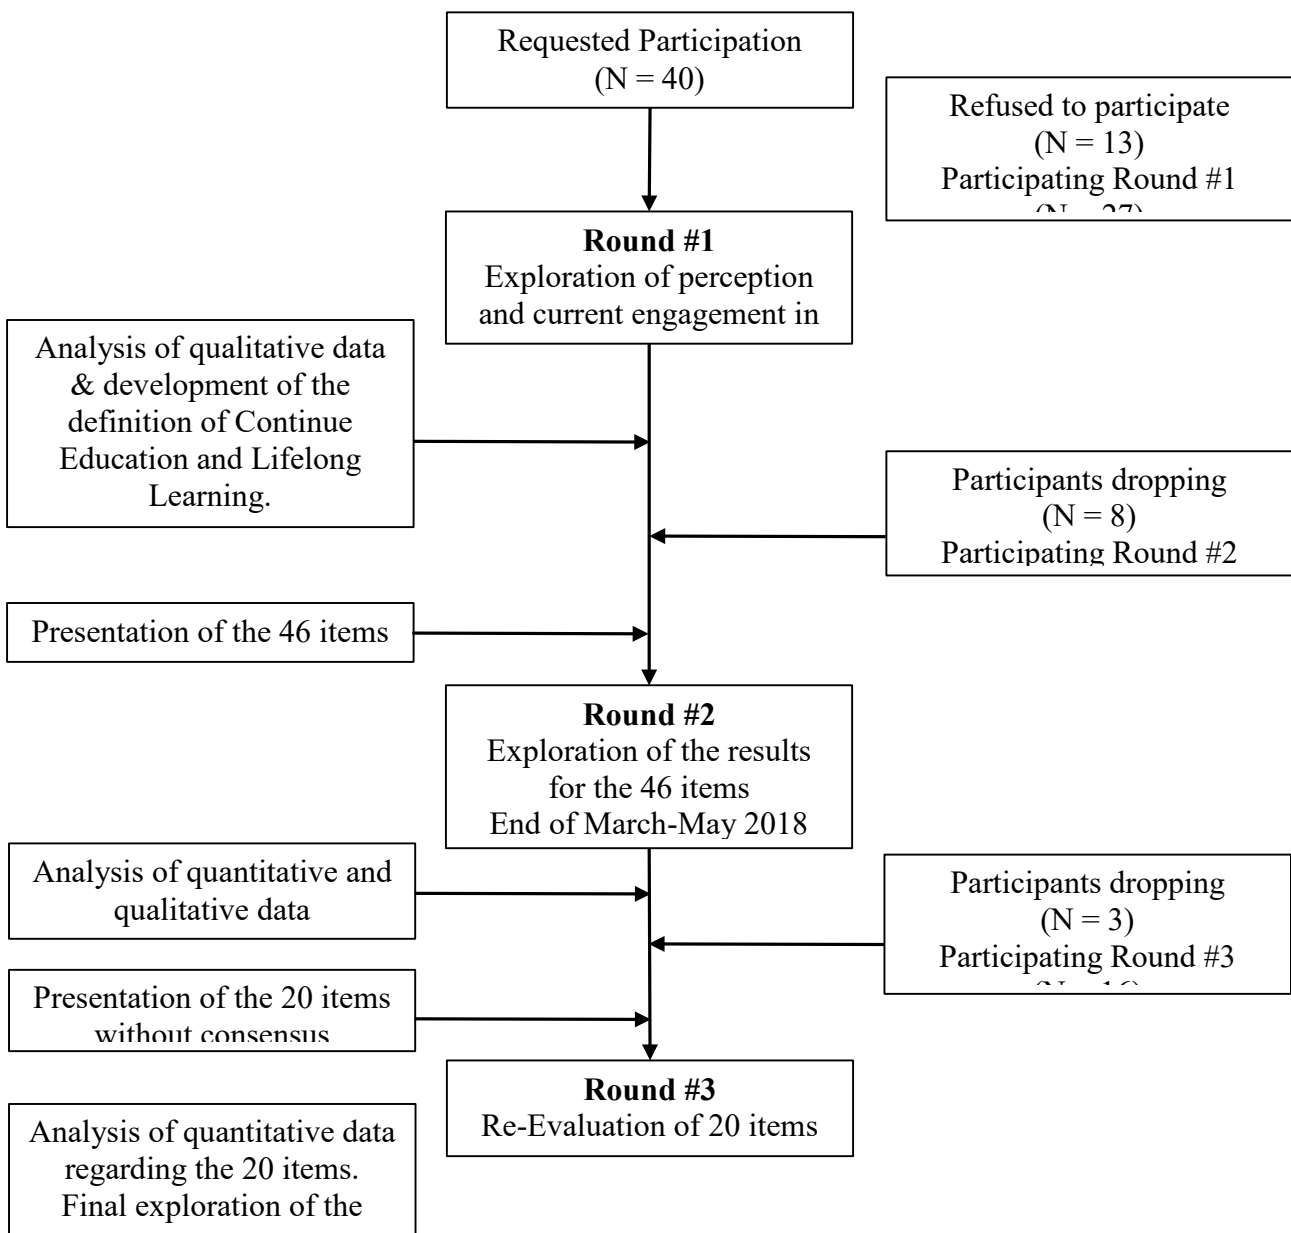 Requested Participation
(N = 40)
Refused to participate
(N = 13)
Participating Round #1
(N = 27)
Round #1
Exploration of perception
and current engagement in
Analysis of qualitative data
& development of the
definition of Continue
Education and Lifelong
Learning.
Participants dropping
(N = 8)
Participating Round #2
Presentation of the 46 items
Round #2
Exploration of the results
for the 46 items
End of March-May 2018
Analysis of quantitative and
qualitative data
Participants dropping
(N = 3)
Participating Round #3
(N = 16)
Presentation of the 20 items
without consensus
Round #3
Re-Evaluation of 20 items
Analysis of quantitative data
regarding the 20 items.
Final exploration of the